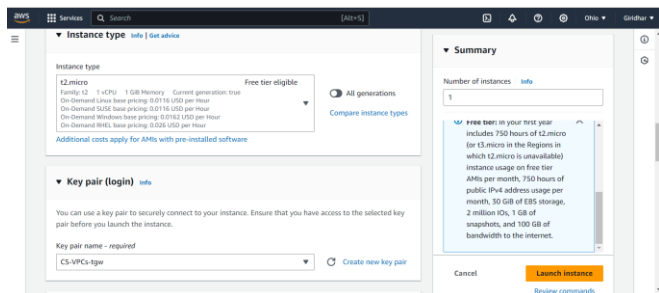 aws
Services
Search
[Alt+S]
Ohio
Giridhar
Instance type Info | Get advice
Instance type
t2.micro
Free tier eligible
Family: t2 1 vCPU 1 GiB Memory Current generation: true
On-Demand Linux base pricing: 0.0116 USD per Hour
On-Demand SUSE base pricing: 0.0116 USD per Hour
On-Demand Windows base pricing: 0.0162 USD per Hour
On-Demand RHEL base pricing: 0.026 USD per Hour
All generations
Compare instance types
Additional costs apply for AMIs with pre-installed software
Key pair (login) Info
You can use a key pair to securely connect to your instance. Ensure that you have access to the selected key
pair before you launch the instance.
Key pair name - required
CS-VPCs-tgw
Create new key pair
Summary
Number of instances Info
1
Free tier: In your first year
includes 750 hours of t2.micro
(or t3.micro in the Regions in
which t2.micro is unavailable)
instance usage on free tier
AMIs per month, 750 hours of
public IPv4 address usage per
month, 30 GiB of EBS storage,
2 million IOs, 1 GB of
snapshots, and 100 GB of
bandwidth to the internet.
Cancel
Launch instance
Review commands